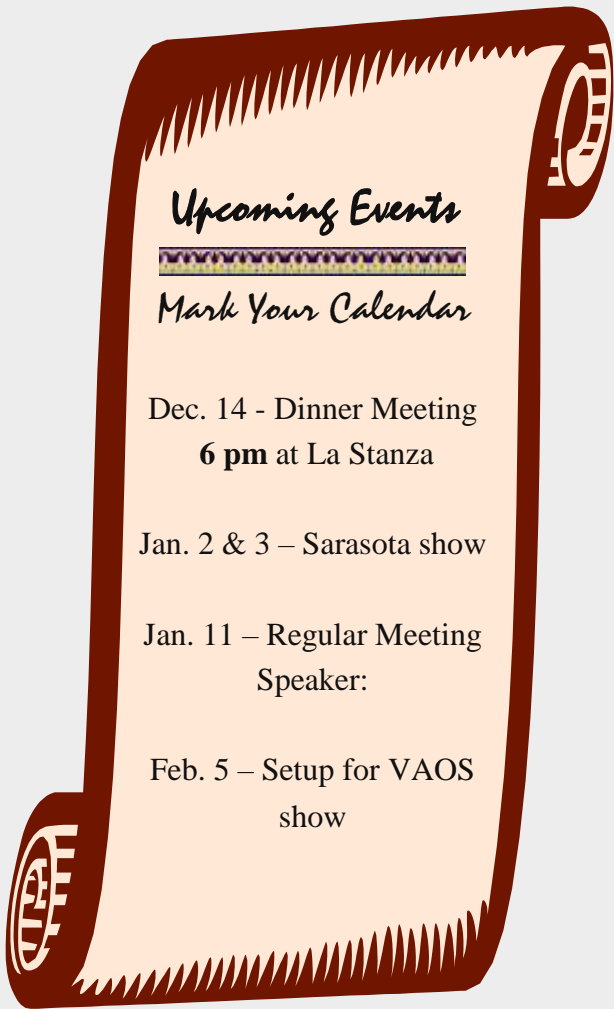 Upcoming Events
Mark Your Calendar
Dec. 14 - Dinner Meeting
6 pm at La Stanza
Jan. 2 & 3 – Sarasota show
Jan. 11 – Regular Meeting
Speaker:
Feb. 5 – Setup for VAOS
show